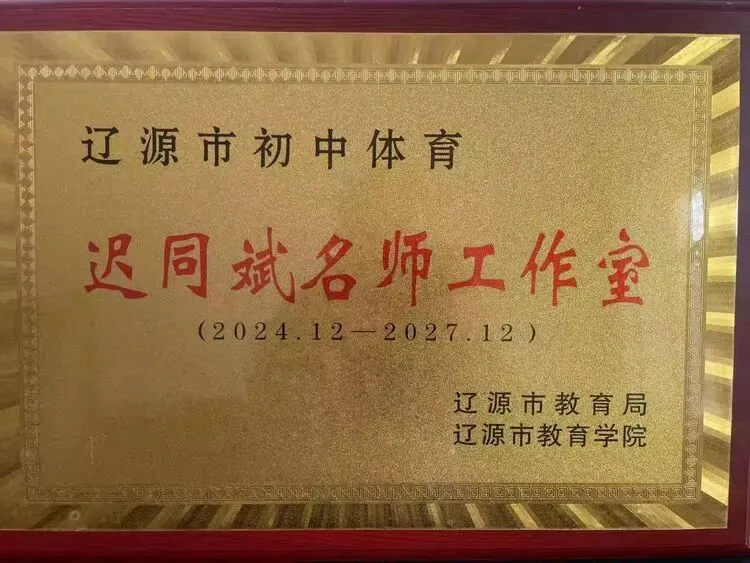 辽源市初中体育
迟同斌名师工作室
(2024.12—2027.12)
辽源市教育局
辽源市教育学院